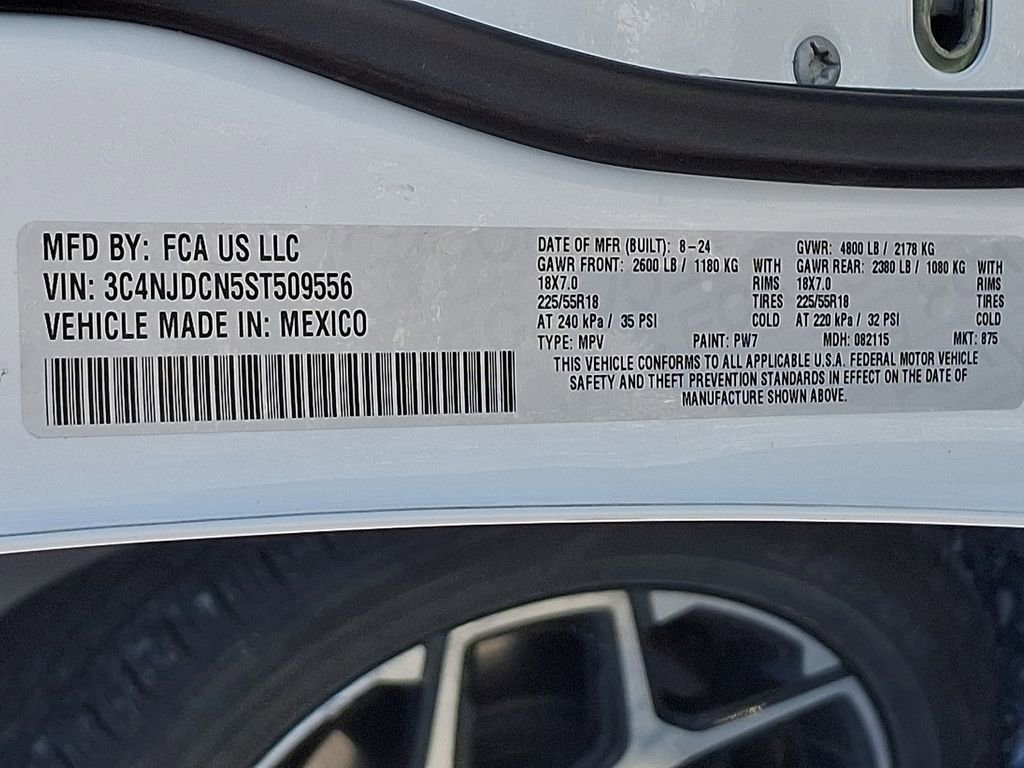 MFD BY: FCA US LLC
VIN: 3C4NJDCN5ST509556
VEHICLE MADE IN: MEXICO
DATE OF MFR (BUILT): 8-24 GVWR: 4800 LB / 2178 KG
GAWR FRONT: 2600 LB / 1180 KG WITH GAWR REAR: 2380 LB / 1080 KG WITH
18X7.0 RIMS 18X7.0 RIMS
225/55R18 TIRES 225/55R18 TIRES
AT 240 kPa / 35 PSI COLD AT 220 kPa / 32 PSI COLD
TYPE: MPV PAINT: PW7 MDH: 082115 MKT: 875
THIS VEHICLE CONFORMS TO ALL APPLICABLE U.S.A. FEDERAL MOTOR VEHICLE
SAFETY AND THEFT PREVENTION STANDARDS IN EFFECT ON THE DATE OF
MANUFACTURE SHOWN ABOVE.